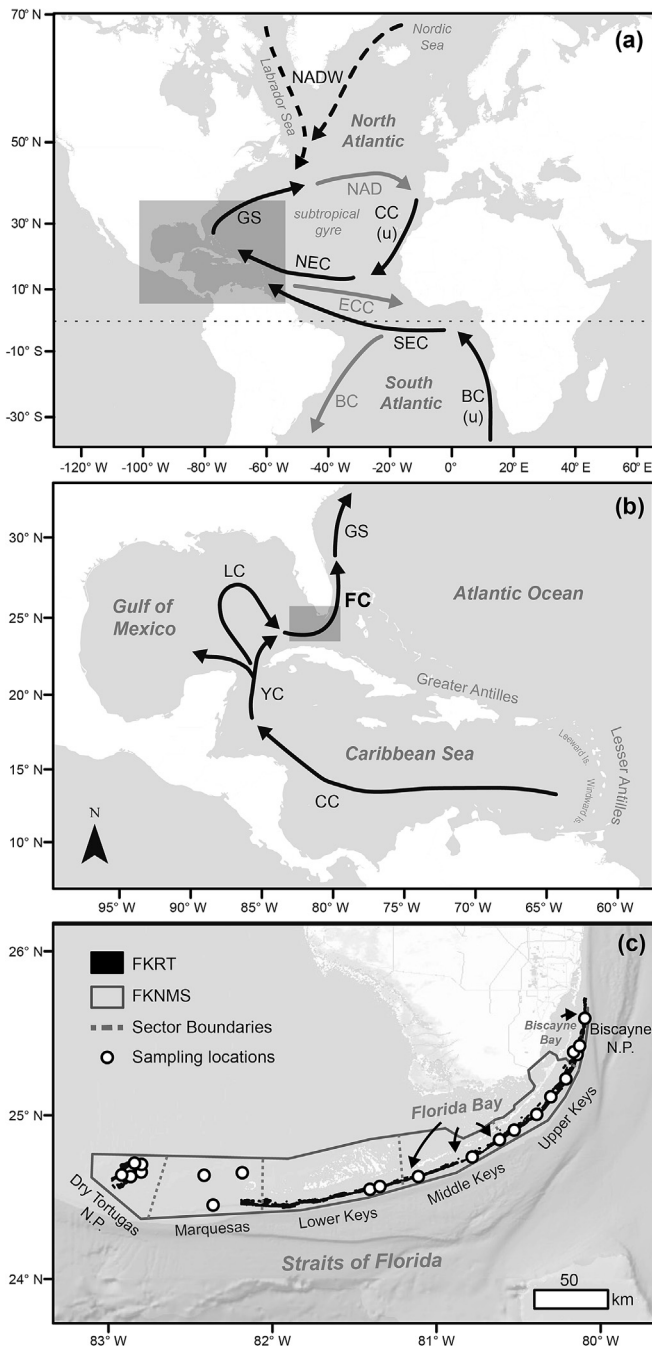 70° N
50° N
30° N
10° N
-10° S
-30° S
(a)
Nordic
Sea
NADW
Labrador Sea
North
Atlantic
NAD
GS
subtropical
gyre
CC
(u)
NEC
ECC
SEC
BC
South
Atlantic
BC
(u)
-120° W
-100° W
-80° W
-60° W
-40° W
-20° W
0°
20° E
40° E
60° E
(b)
30° N
25° N
20° N
15° N
10° N
GS
LC
FC
Gulf of
Mexico
Atlantic Ocean
YC
Greater Antilles
Caribbean Sea
CC
Leeward Is.
Windward Is.
Lesser Antilles
N
95° W
90° W
85° W
80° W
75° W
70° W
65° W
60° W
(c)
26° N
25° N
24° N
FKRT
FKNMS
Sector Boundaries
Sampling locations
Biscayne
Bay
Biscayne
N.P.
Florida Bay
Upper Keys
Middle Keys
Lower Keys
Marquesas
Dry Tortugas
N.P.
Straits of Florida
50
km
83° W
82° W
81° W
80° W